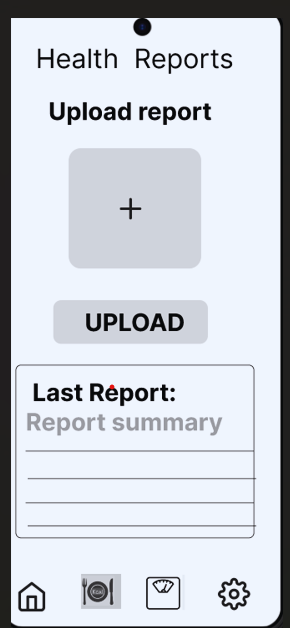 Health Reports
Upload report
+
UPLOAD
Last Report:
Report summary